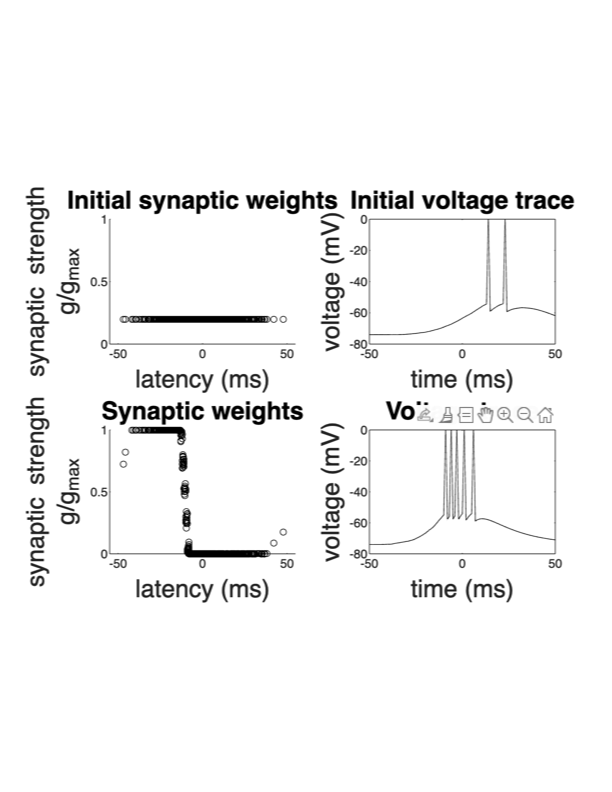 Initial synaptic weights
synaptic strength
g/gmax
1
0.5
0
-50
0
50
latency (ms)
Initial voltage trace
voltage (mV)
0
-20
-40
-60
-80
-50
0
50
time (ms)
Synaptic weights
synaptic strength
g/gmax
1
0.5
0
-50
0
50
latency (ms)
voltage (mV)
0
-20
-40
-60
-80
-50
0
50
time (ms)